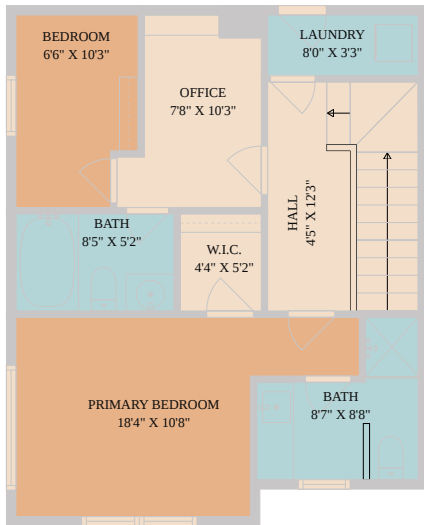 BEDROOM
6'6" X 10'3"
LAUNDRY
8'0" X 3'3"
OFFICE
7'8" X 10'3"
HALL
4'5" X 12'3"
BATH
8'5" X 5'2"
W.I.C.
4'4" X 5'2"
PRIMARY BEDROOM
18'4" X 10'8"
BATH
8'7" X 8'8"